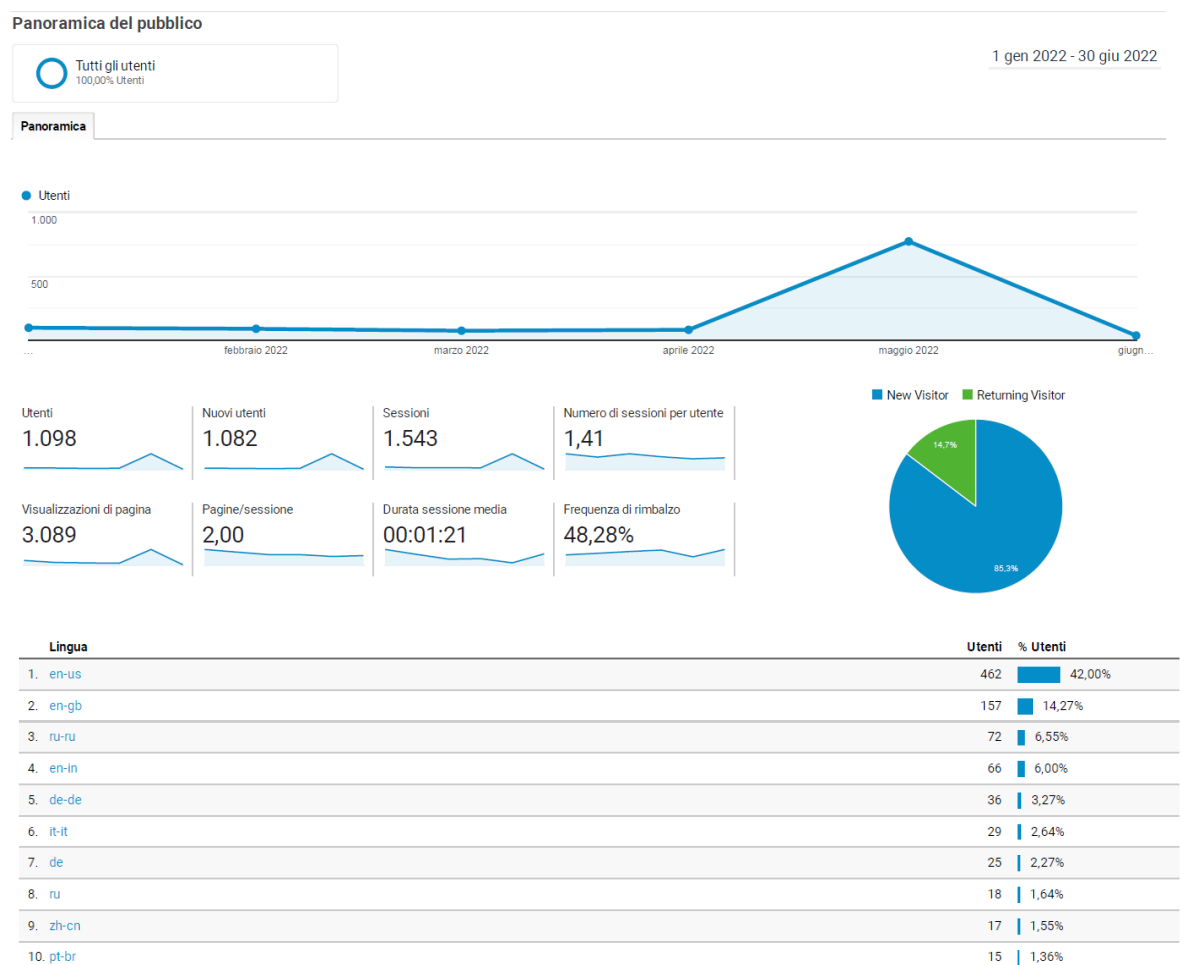 Panoramica del pubblico
Tutti gli utenti
100,00% Utenti
1 gen 2022 - 30 giu 2022
Panoramica
Utenti
1.000
500
... febbraio 2022 marzo 2022 aprile 2022 maggio 2022 giugn...
New Visitor Returning Visitor
Utenti Nuovi utenti Sessioni Numero di sessioni per utente
1.098 1.082 1.543 1,41
14,7%
Visualizzazioni di pagina Pagine/sessione Durata sessione media Frequenza di rimbalzo
3.089 2,00 00:01:21 48,28%
85,3%
Lingua Utenti % Utenti
1. en-us 462 42,00%
2. en-gb 157 14,27%
3. ru-ru 72 6,55%
4. en-in 66 6,00%
5. de-de 36 3,27%
6. it-it 29 2,64%
7. de 25 2,27%
8. ru 18 1,64%
9. zh-cn 17 1,55%
10. pt-br 15 1,36%